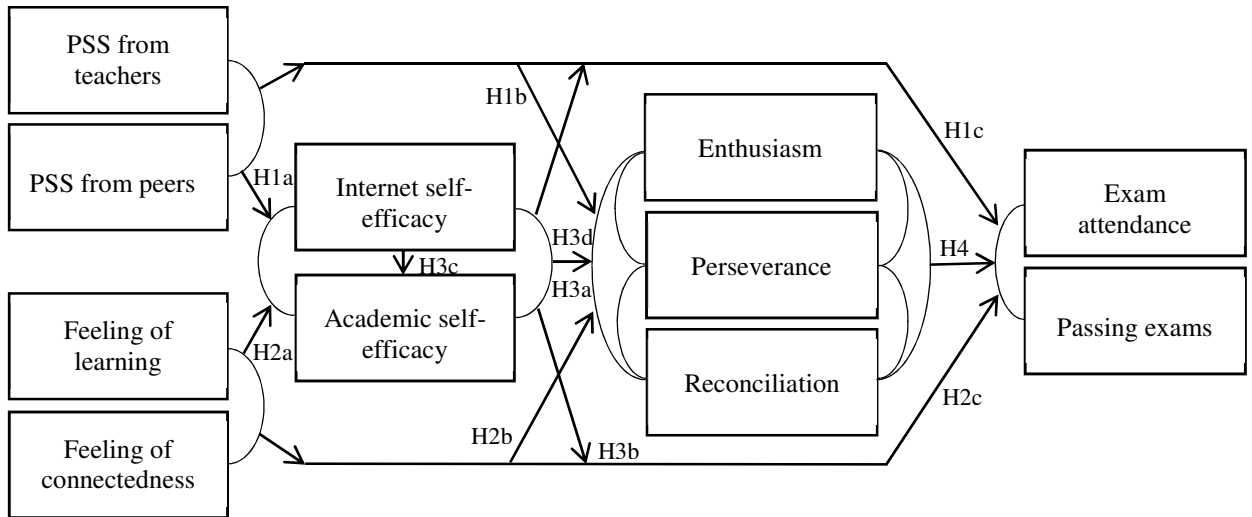 PSS from
teachers
PSS from peers
H1a
H1b
Internet self-
efficacy
H3c
Academic self-
efficacy
H3d
H3a
Feeling of
learning
H2a
Feeling of
connectedness
H2b
H3b
Enthusiasm
Perseverance
Reconciliation
H1c
H4
H2c
Exam
attendance
Passing exams